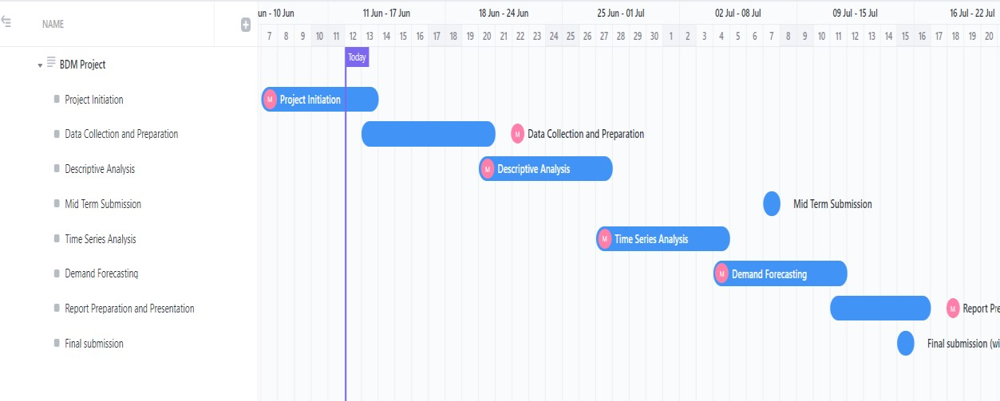 un - 10 Jun 11 Jun - 17 Jun 18 Jun - 24 Jun 25 Jun - 01 Jul 02 Jul - 08 Jul 09 Jul - 15 Jul 16 Jul - 22 Jul
NAME
7 8 9 10 11 12 13 14 15 16 17 18 19 20 21 22 23 24 25 26 27 28 29 30 1 2 3 4 5 6 7 8 9 10 11 12 13 14 15 16 17 18 19 20
Today
BDM Project
Project Initiation M Project Initiation
Data Collection and Preparation M Data Collection and Preparation
Descriptive Analysis M Descriptive Analysis
Mid Term Submission Mid Term Submission
Time Series Analysis M Time Series Analysis
Demand Forecasting M Demand Forecasting
Report Preparation and Presentation M Report Pre
Final submission Final submission (wi